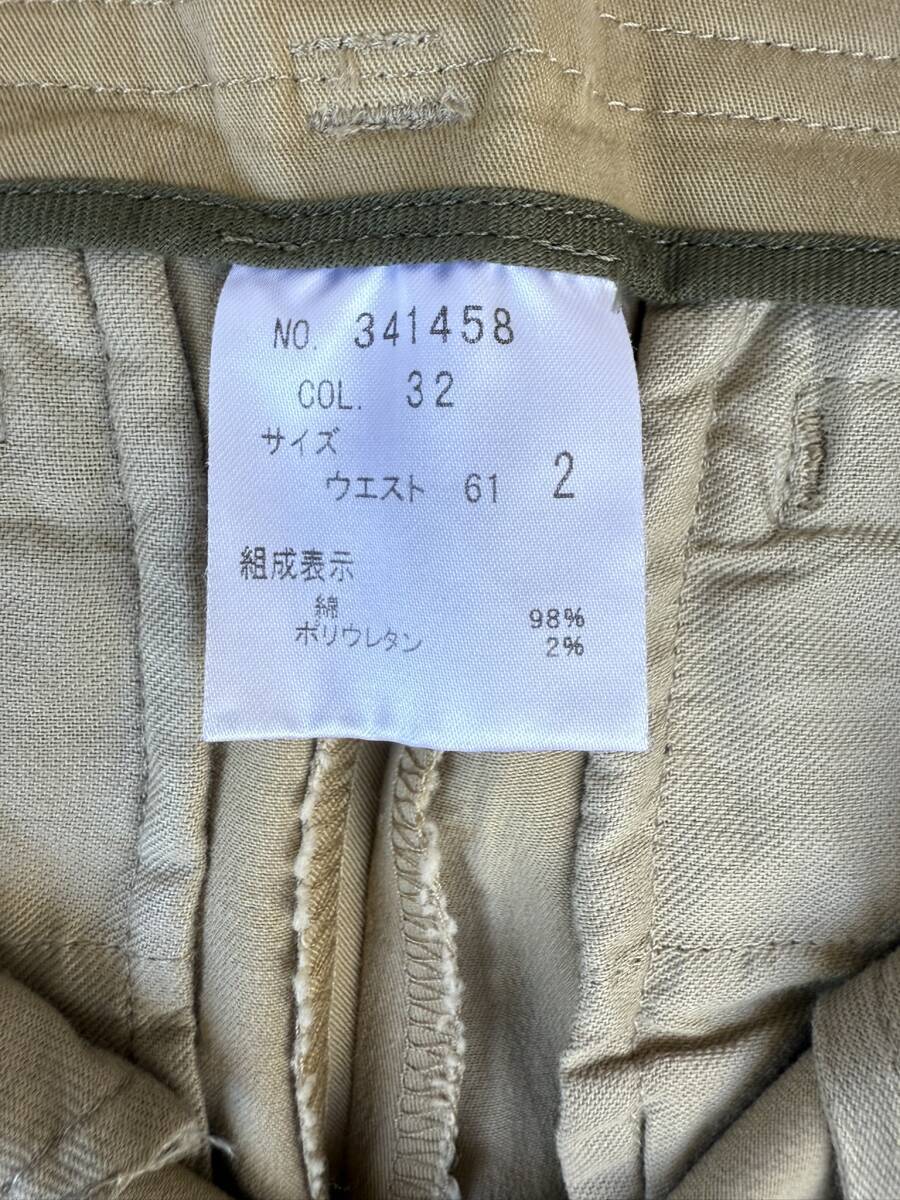 NO. 341458
COL. 32
サイズ
ウエスト 61 2
組成表示
綿 98%
ポリウレタン 2%